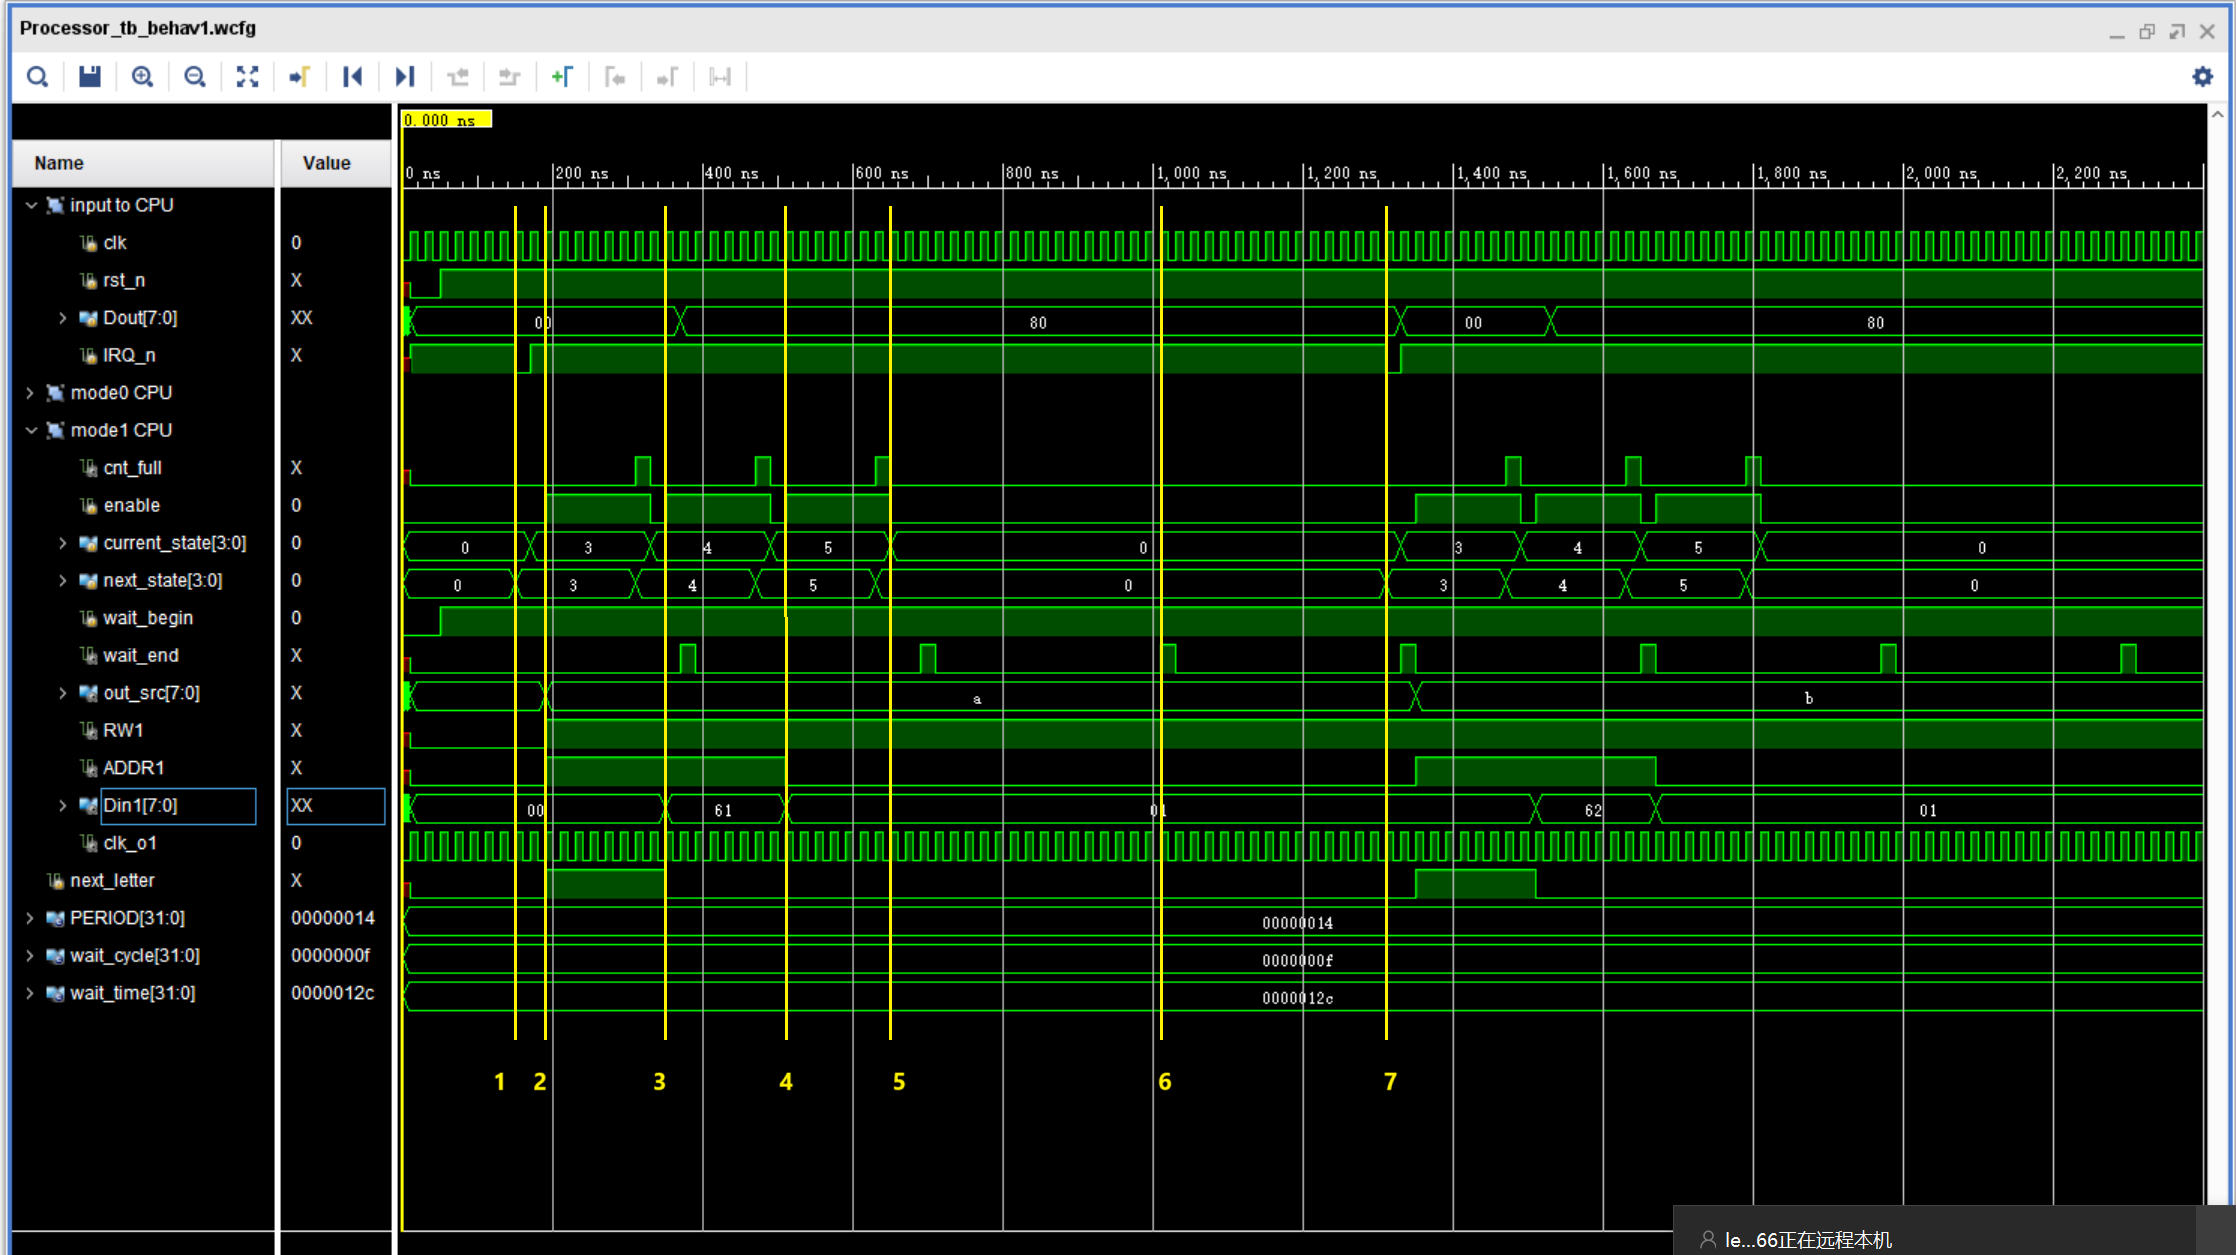 Processor_tb_behav1.wcfg
0.000 ns
Name Value
0 ns 200 ns 400 ns 600 ns 800 ns 1,000 ns 1,200 ns 1,400 ns 1,600 ns 1,800 ns 2,000 ns 2,200 ns
input to CPU
clk 0
rst_n X
Dout[7:0] XX 00 80 00 80
IRQ_n X
mode0 CPU
mode1 CPU
cnt_full X
enable 0
current_state[3:0] 0 0 3 4 5 0 3 4 5 0
next_state[3:0] 0 0 3 4 5 0 3 4 5 0
wait_begin 0
wait_end X
out_src[7:0] X a b
RW1 X
ADDR1 X
Din1[7:0] XX 00 61 01 62 01
clk_o1 0
next_letter X
PERIOD[31:0] 00000014 00000014
wait_cycle[31:0] 0000000f 0000000f
wait_time[31:0] 0000012c 0000012c
1 2 3 4 5 6 7
le...66正在远程本机